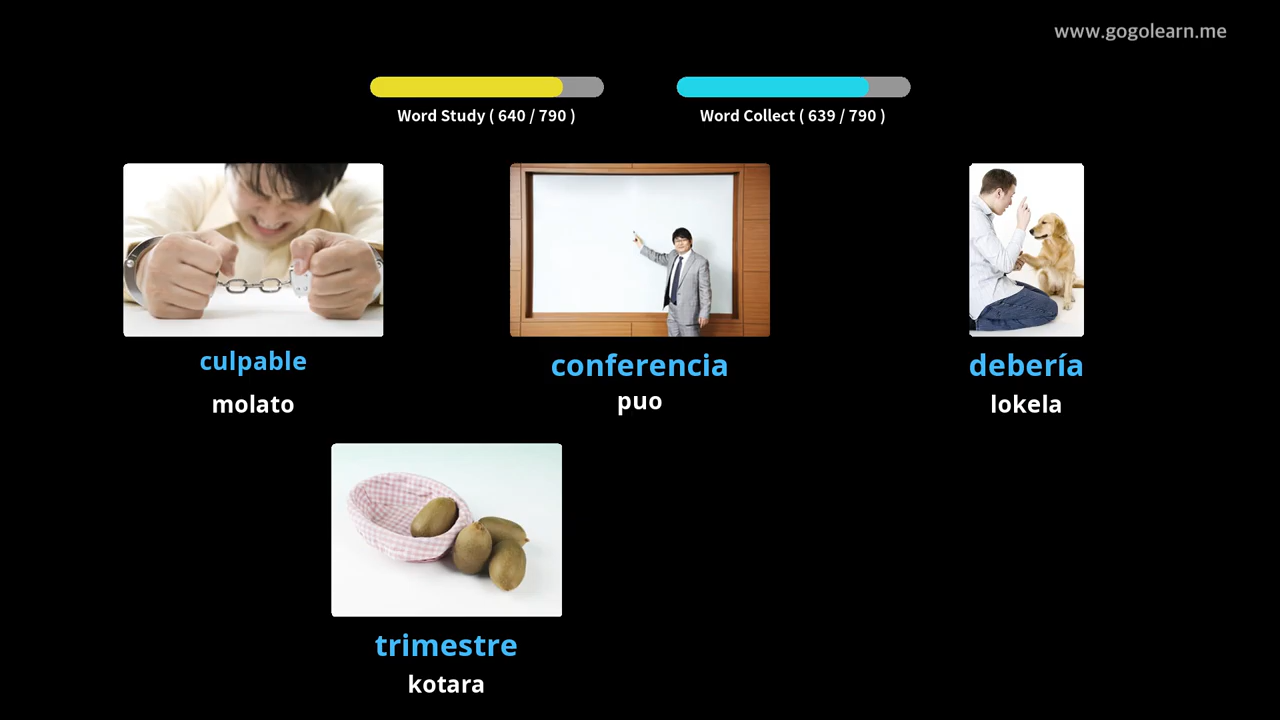 www.gogolearn.me
Word Study ( 640 / 790 )
Word Collect ( 639 / 790 )
culpable
molato
conferencia
puo
debería
lokela
trimestre
kotara